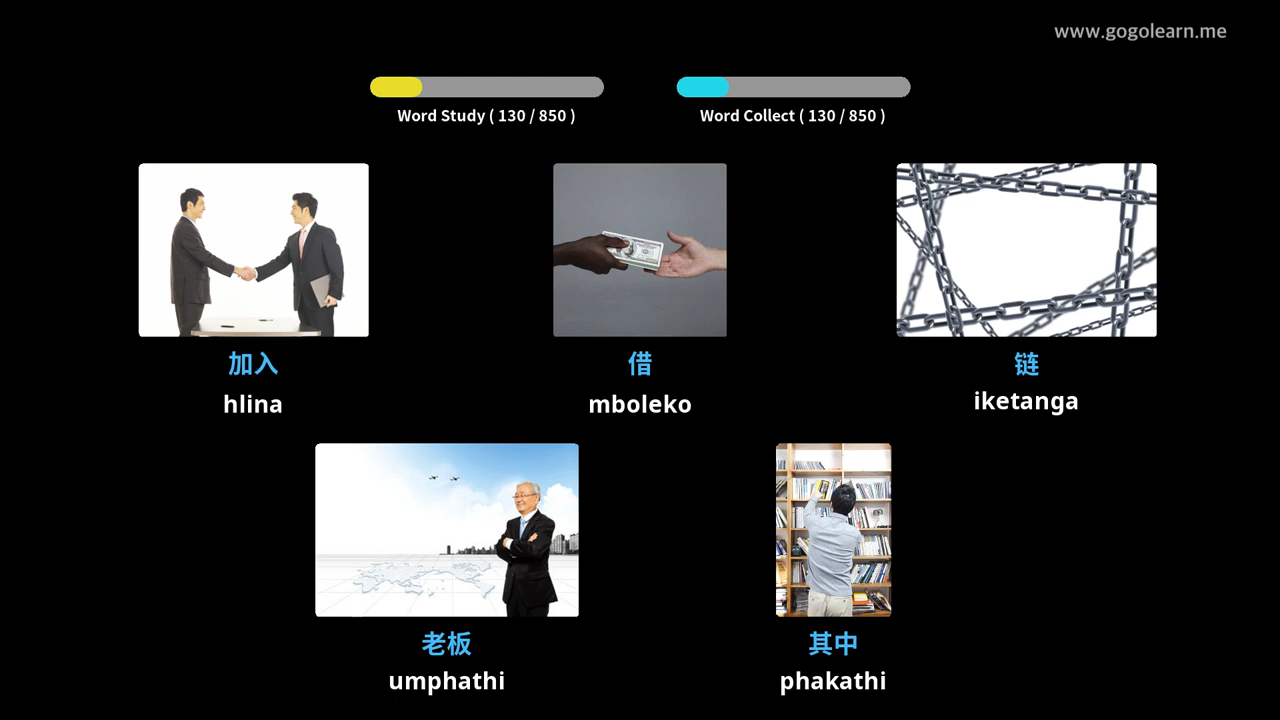 www.gogolearn.me
Word Study ( 130 / 850 )
Word Collect ( 130 / 850 )
加入
hlina
借
mboleko
链
iketanga
老板
umphathi
其中
phakathi